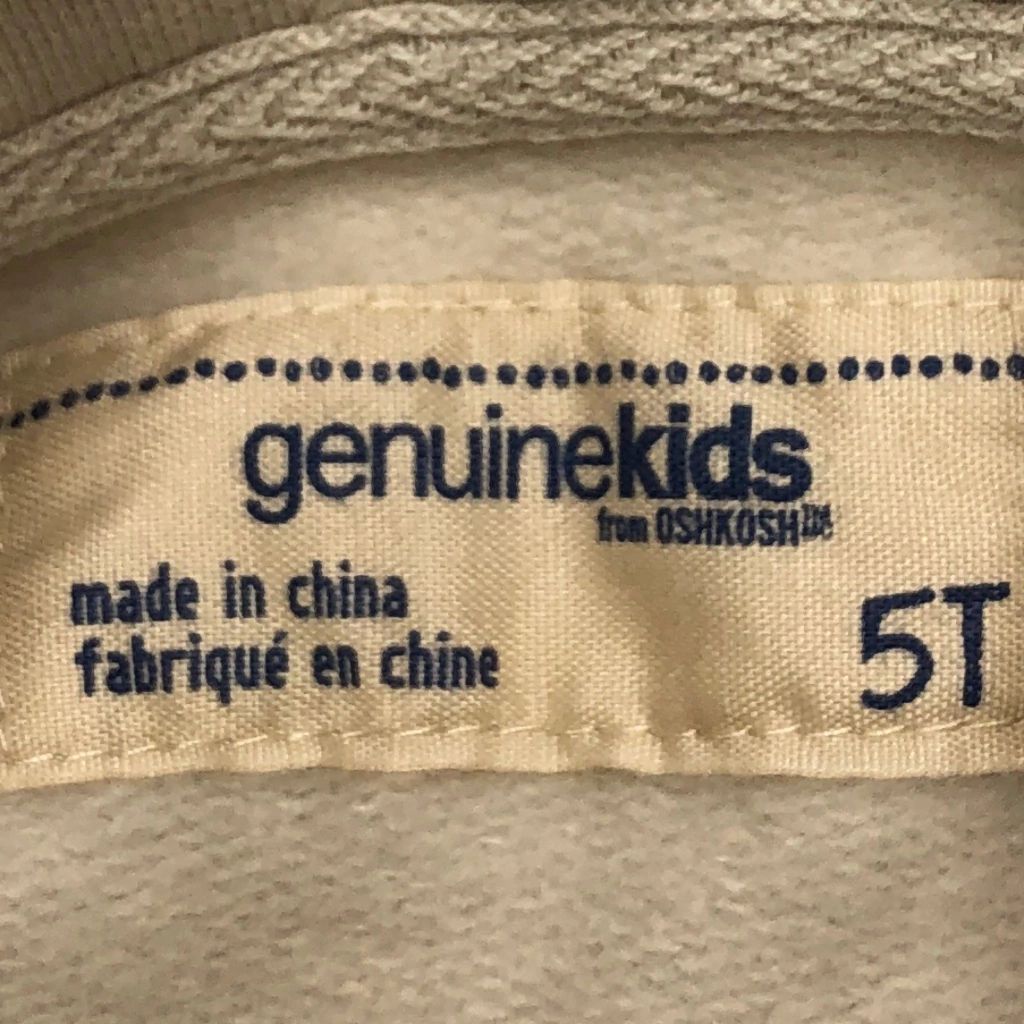 genuinekids
from OSHKOSH
made in china
fabriqué en chine
5T